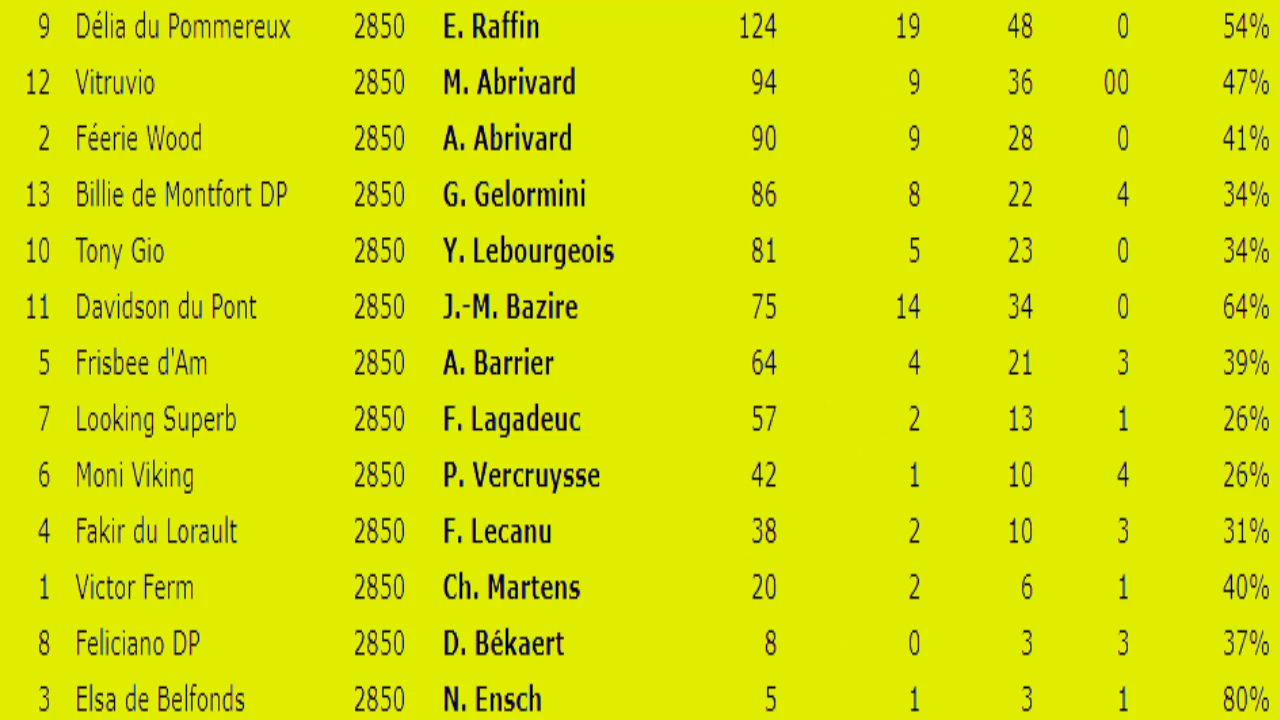 9 Délia du Pommereux 2850 E. Raffin 124 19 48 0 54%
12 Vitruvio 2850 M. Abrivard 94 9 36 00 47%
2 Féerie Wood 2850 A. Abrivard 90 9 28 0 41%
13 Billie de Montfort DP 2850 G. Gelormini 86 8 22 4 34%
10 Tony Gio 2850 Y. Lebourgeois 81 5 23 0 34%
11 Davidson du Pont 2850 J.-M. Bazire 75 14 34 0 64%
5 Frisbee d'Am 2850 A. Barrier 64 4 21 3 39%
7 Looking Superb 2850 F. Lagadeuc 57 2 13 1 26%
6 Moni Viking 2850 P. Vercruysse 42 1 10 4 26%
4 Fakir du Lorault 2850 F. Lecanu 38 2 10 3 31%
1 Victor Ferm 2850 Ch. Martens 20 2 6 1 40%
8 Feliciano DP 2850 D. Békaert 8 0 3 3 37%
3 Elsa de Belfonds 2850 N. Ensch 5 1 3 1 80%